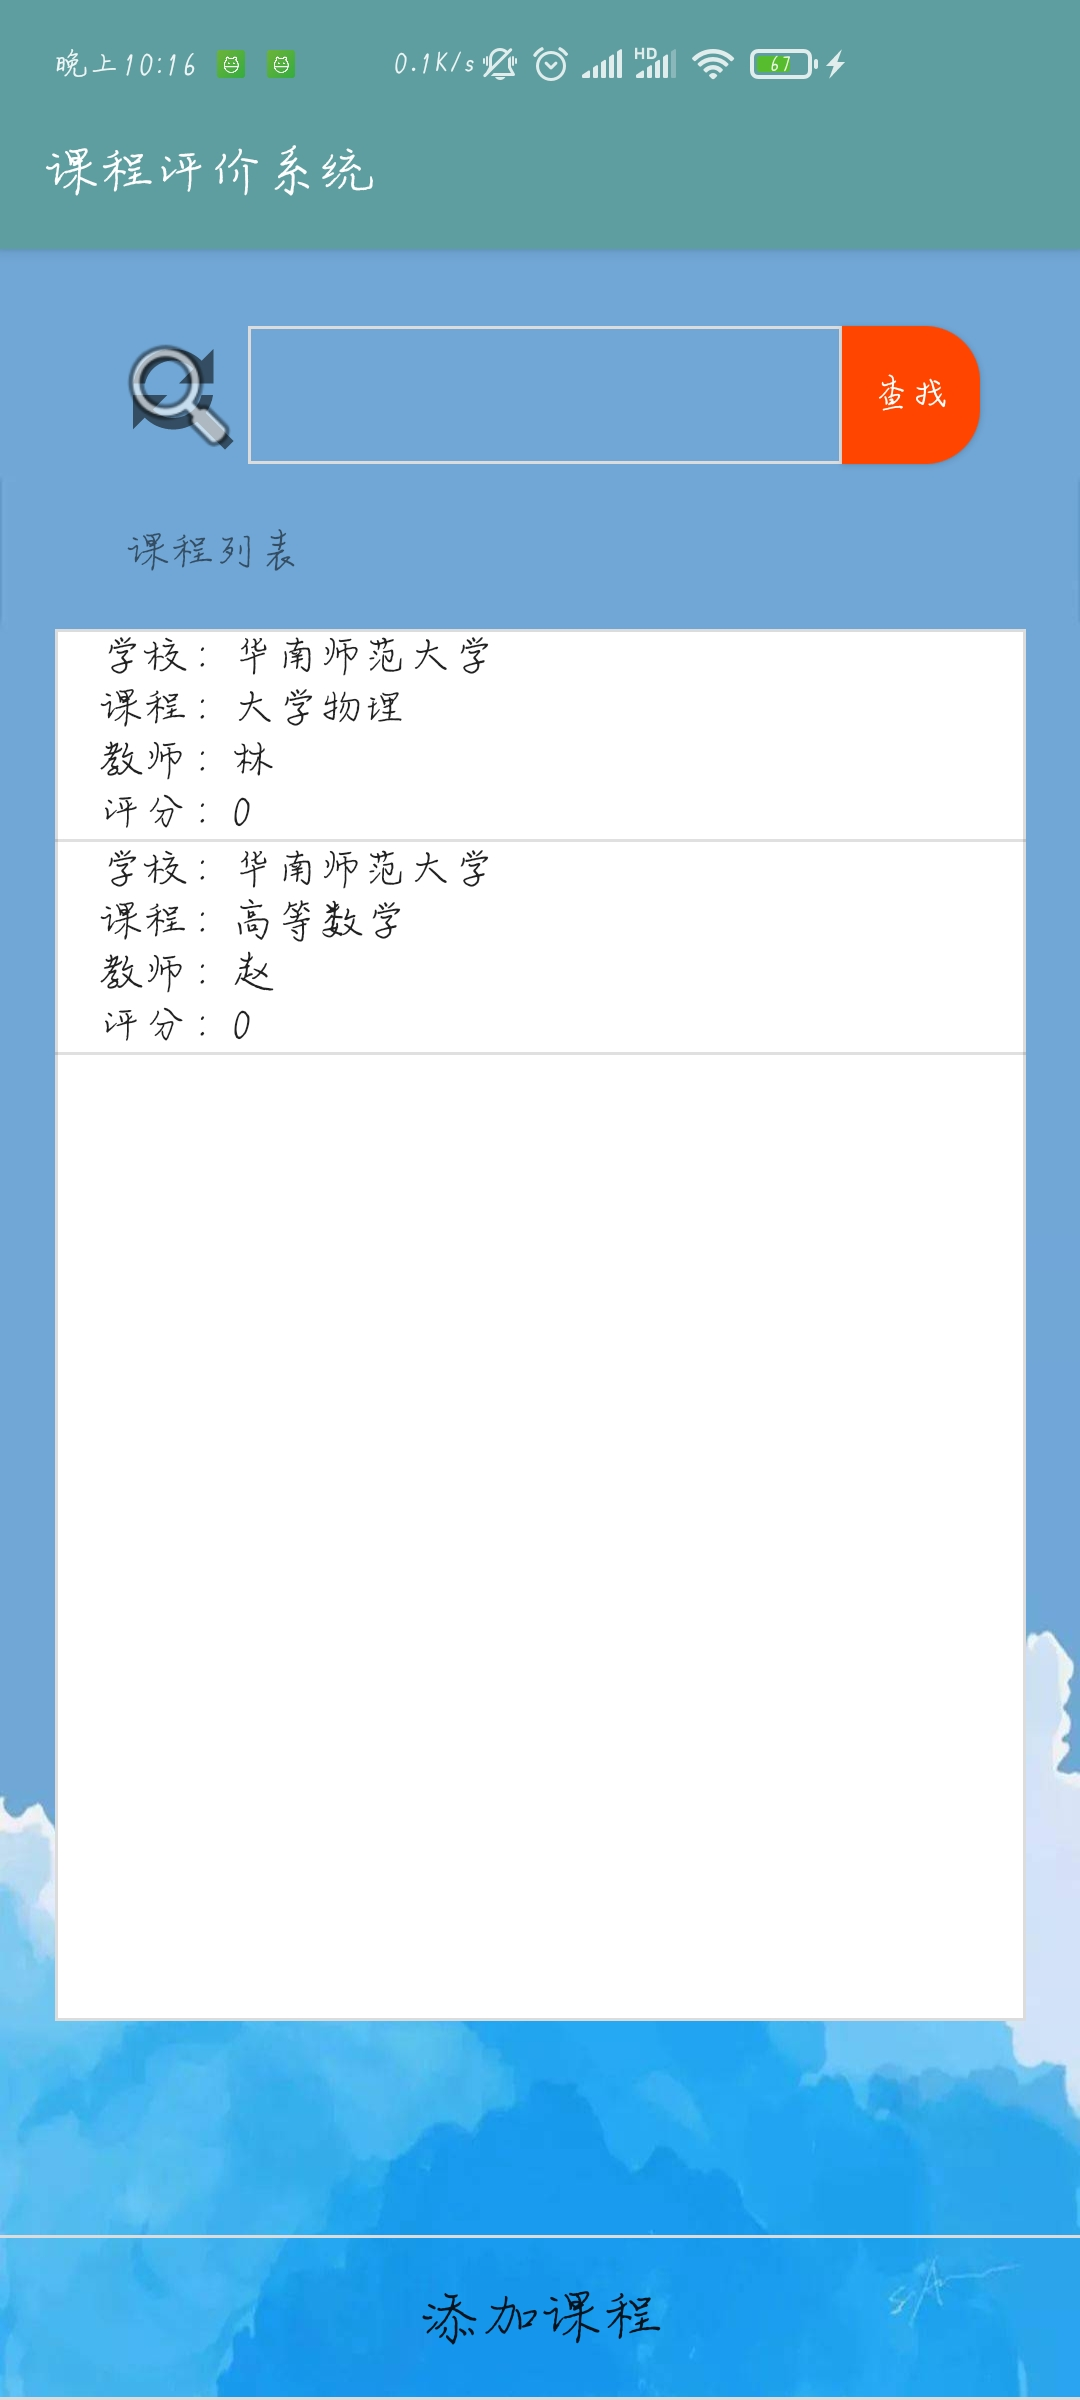 晚上10:16 0.1K/s HD 67
课程评价系统
查找
课程列表
学校：华南师范大学
课程：大学物理
教师：林
评分：0
学校：华南师范大学
课程：高等数学
教师：赵
评分：0
添加课程